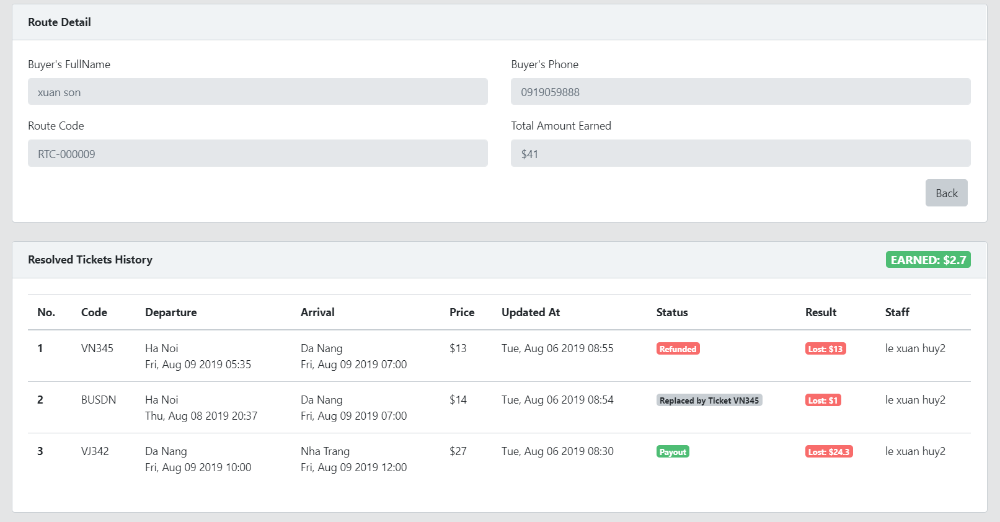 Route Detail
Buyer's FullName
Buyer's Phone
xuan son
0919059888
Route Code
Total Amount Earned
RTC-000009
$41
Back
Resolved Tickets History
EARNED: $2.7
No. Code Departure Arrival Price Updated At Status Result Staff
1 VN345 Ha Noi Da Nang $13 Tue, Aug 06 2019 08:55 Refunded Lost: $13 le xuan huy2
Fri, Aug 09 2019 05:35 Fri, Aug 09 2019 07:00
2 BUSDN Ha Noi Da Nang $14 Tue, Aug 06 2019 08:54 Replaced by Ticket VN345 Lost: $1 le xuan huy2
Thu, Aug 08 2019 20:37 Fri, Aug 09 2019 07:00
3 VJ342 Da Nang Nha Trang $27 Tue, Aug 06 2019 08:30 Payout Lost: $24.3 le xuan huy2
Fri, Aug 09 2019 10:00 Fri, Aug 09 2019 12:00